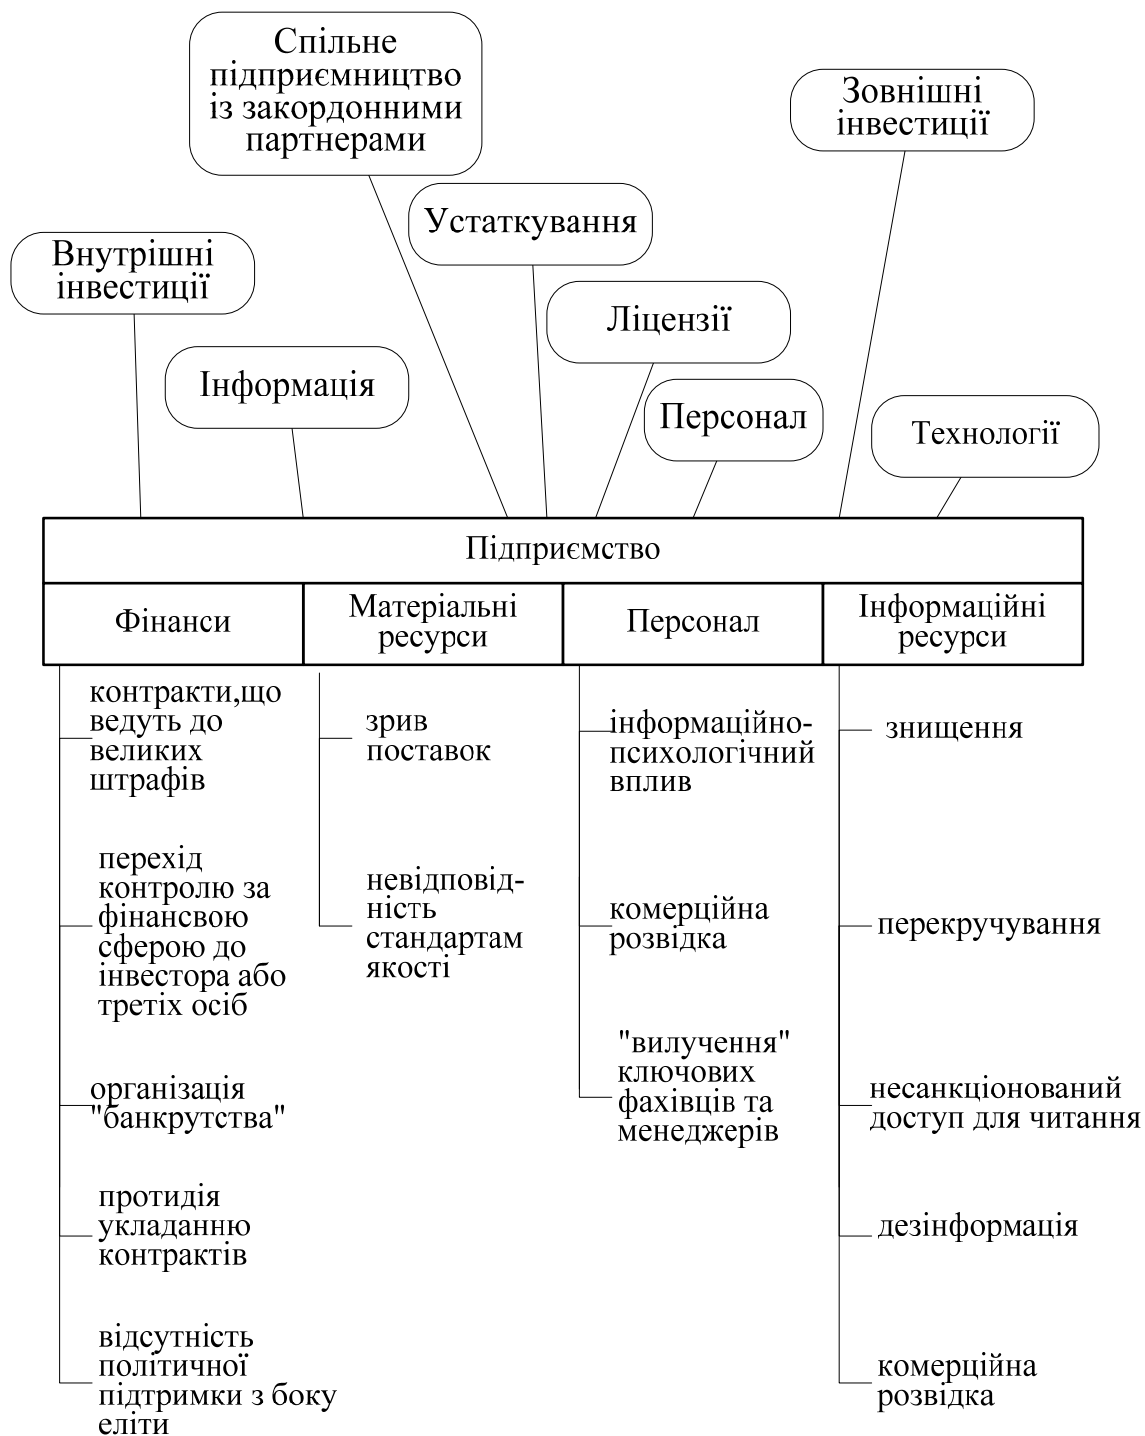 Спільне
підприємництво
із закордонними
партнерами
Зовнішні
інвестиції
Устаткування
Внутрішні
інвестиції
Ліцензії
Інформація
Персонал
Технології
Підприємство
Фінанси
Матеріальні
ресурси
Персонал
Інформаційні
ресурси
контракти,що
ведуть до
великих
штрафів
перехід
контролю за
фінансвою
сферою до
інвестора або
третіх осіб
організація
"банкрутства"
протидія
укладанню
контрактів
відсутність
політичної
підтримки з боку
еліти
зрив
поставок
невідповід-
ність
стандартам
якості
інформаційно-
психологічний
вплив
комерційна
розвідка
"вилучення"
ключових
фахівців та
менеджерів
знищення
перекручування
несанкціонований
доступ для читання
дезінформація
комерційна
розвідка